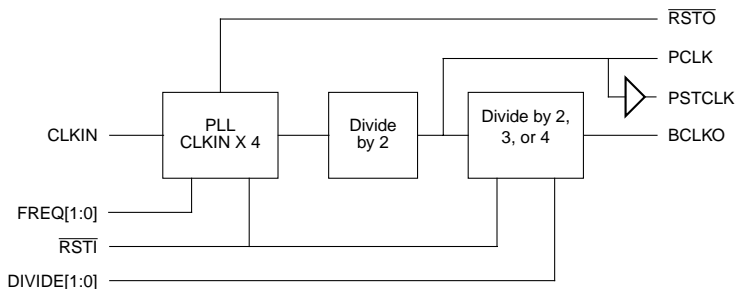 RSTO
PCLK
PSTCLK
CLKIN
PLL
CLKIN X 4
Divide
by 2
Divide by 2,
3, or 4
BCLKO
FREQ[1:0]
RSTI
DIVIDE[1:0]